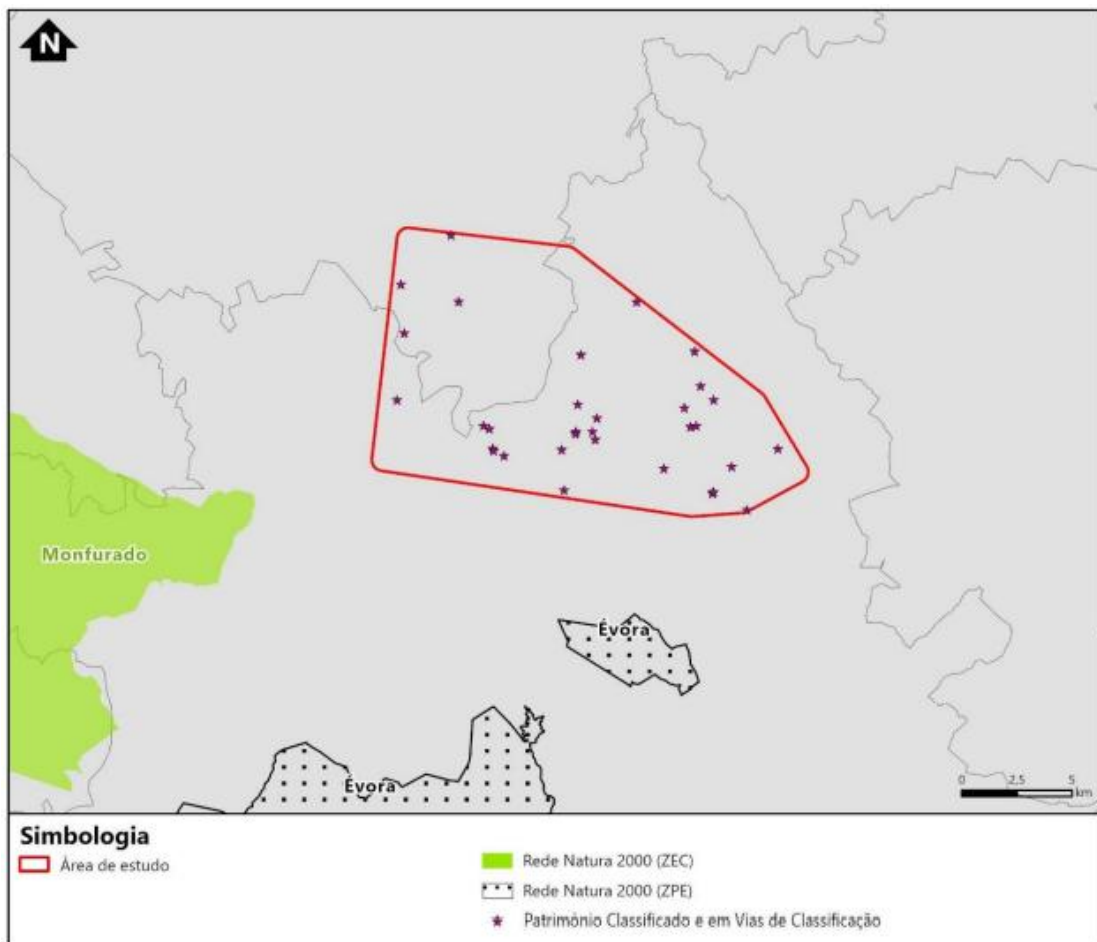 N
Monfurado
Évora
Évora
0 2,5 5
km
Simbologia
Área de estudo
Rede Natura 2000 (ZEC)
Rede Natura 2000 (ZPE)
Património Classificado e em Vias de Classificação